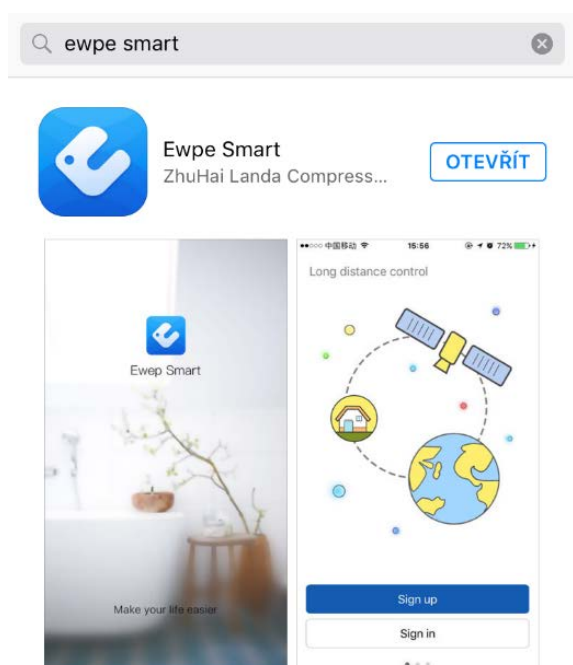 ewpe smart
Ewpe Smart
ZhuHai Landa Compress...
OTEVŘÍT
Ewep Smart
Make your life easier
中国移动 15:56 72%
Long distance control
Sign up
Sign in